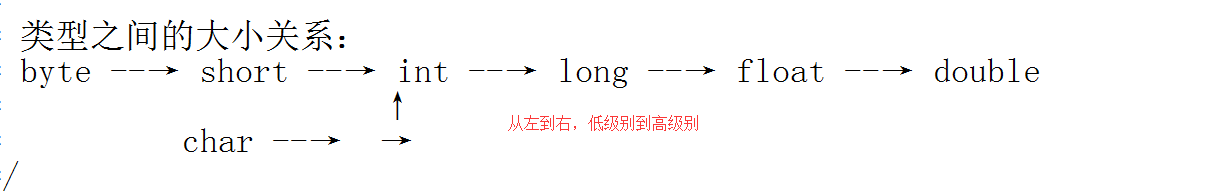 类型之间的大小关系：
byte ---→ short ---→ int ---→ long ---→ float ---→ double
↑
从左到右，低级别到高级别
char ---→ →
/